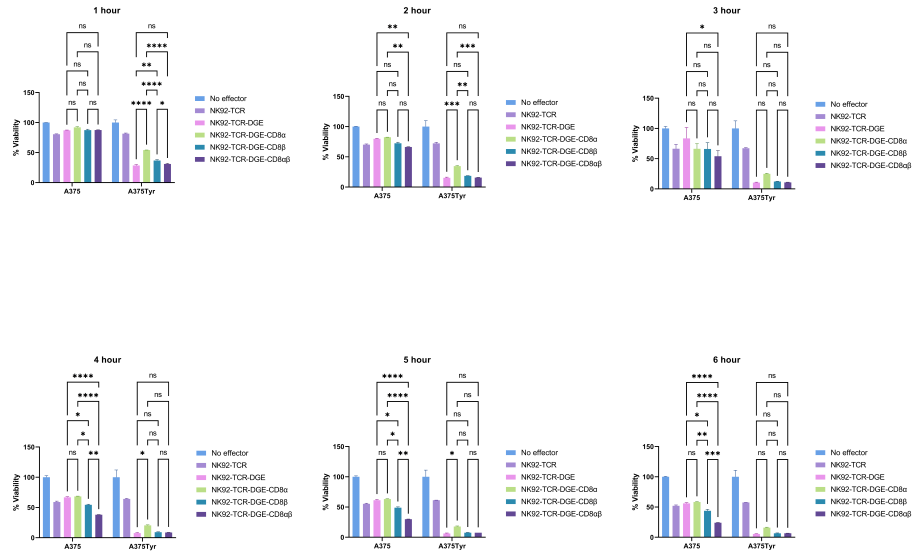 1 hour
ns
ns
ns
ns
ns
ns
ns
****
**
****
****
*
150
100
50
0
% Viability
A375
A375Tyr
No effector
NK92-TCR
NK92-TCR-DGE
NK92-TCR-DGE-CD8α
NK92-TCR-DGE-CD8β
NK92-TCR-DGE-CD8αβ
2 hour
**
**
ns
ns
ns
ns
ns
***
ns
**
***
ns
150
100
50
0
% Viability
A375
A375Tyr
No effector
NK92-TCR
NK92-TCR-DGE
NK92-TCR-DGE-CD8α
NK92-TCR-DGE-CD8β
NK92-TCR-DGE-CD8αβ
3 hour
*
ns
ns
ns
ns
ns
ns
ns
ns
ns
ns
ns
150
100
50
0
% Viability
A375
A375Tyr
No effector
NK92-TCR
NK92-TCR-DGE
NK92-TCR-DGE-CD8α
NK92-TCR-DGE-CD8β
NK92-TCR-DGE-CD8αβ
4 hour
****
****
*
*
ns
**
ns
ns
ns
ns
*
ns
150
100
50
0
% Viability
A375
A375Tyr
No effector
NK92-TCR
NK92-TCR-DGE
NK92-TCR-DGE-CD8α
NK92-TCR-DGE-CD8β
NK92-TCR-DGE-CD8αβ
5 hour
****
****
*
*
ns
**
ns
ns
ns
ns
*
ns
150
100
50
0
% Viability
A375
A375Tyr
No effector
NK92-TCR
NK92-TCR-DGE
NK92-TCR-DGE-CD8α
NK92-TCR-DGE-CD8β
NK92-TCR-DGE-CD8αβ
6 hour
****
****
*
**
ns
***
ns
ns
ns
ns
ns
ns
150
100
50
0
% Viability
A375
A375Tyr
No effector
NK92-TCR
NK92-TCR-DGE
NK92-TCR-DGE-CD8α
NK92-TCR-DGE-CD8β
NK92-TCR-DGE-CD8αβ